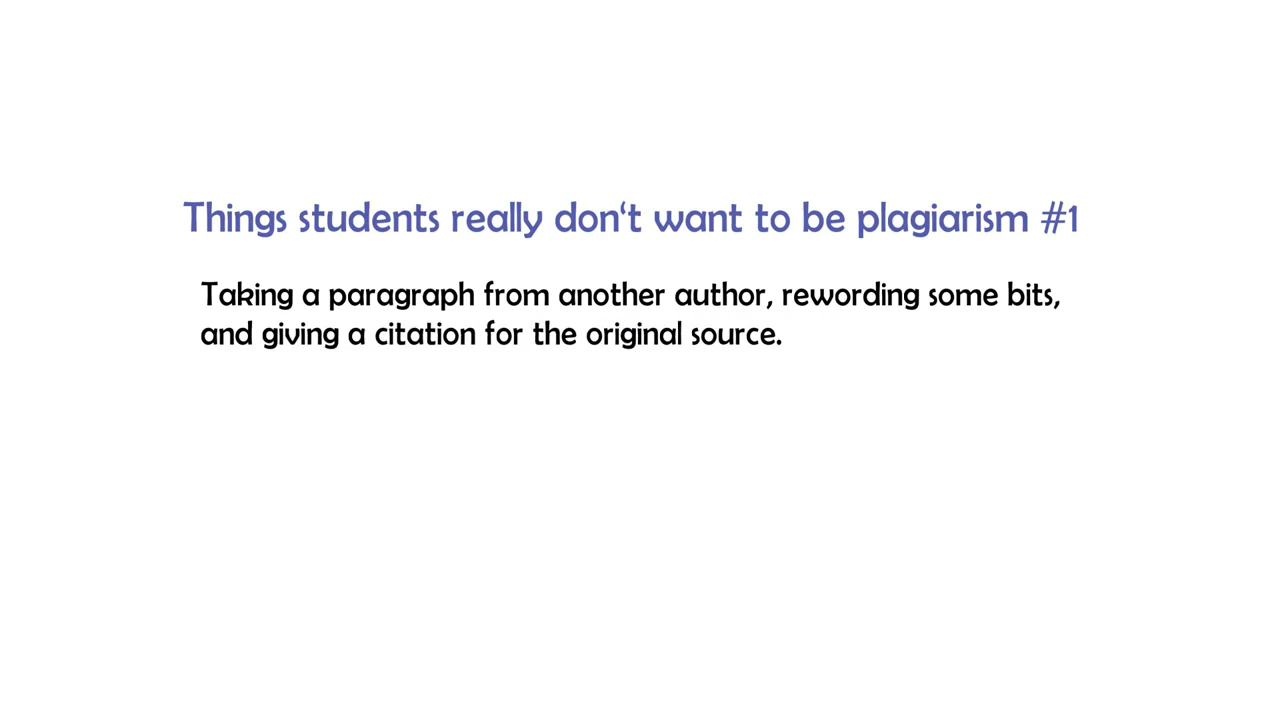 Things students really don‘t want to be plagiarism #1
Taking a paragraph from another author, rewording some bits,
and giving a citation for the original source.